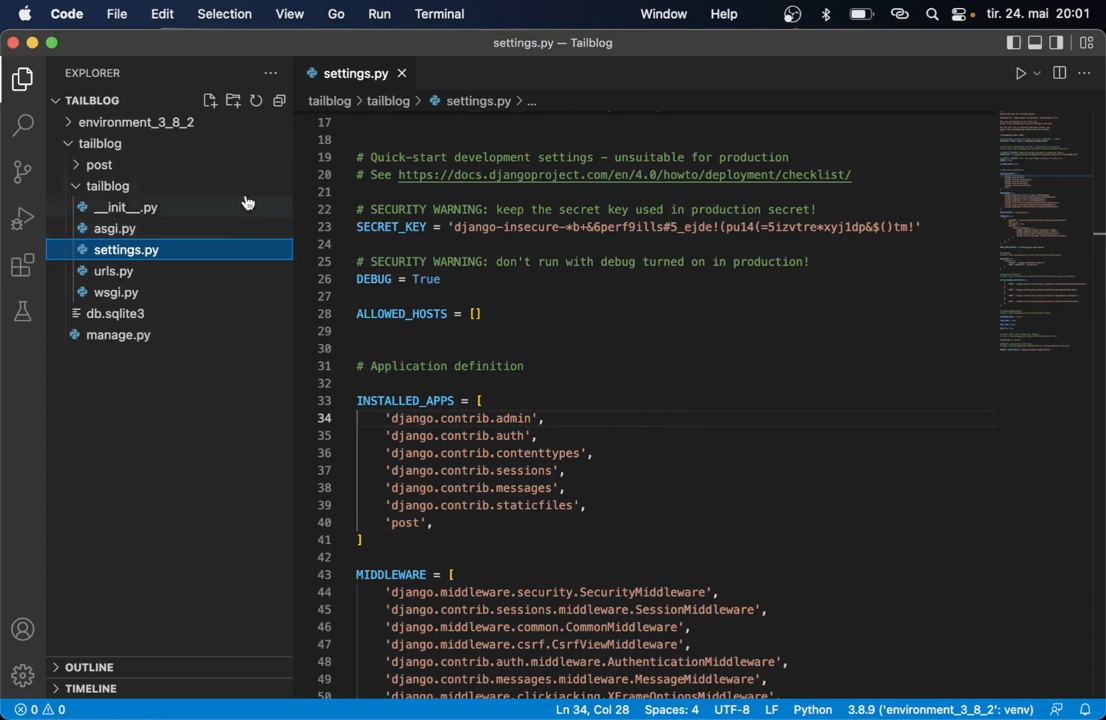 Code File Edit Selection View Go Run Terminal Window Help tir. 24. mai 20:01
settings.py — Tailblog
EXPLORER
TAILBLOG
environment_3_8_2
tailblog
post
tailblog
__init__.py
asgi.py
settings.py
urls.py
wsgi.py
db.sqlite3
manage.py
OUTLINE
TIMELINE
settings.py
tailblog > tailblog > settings.py > ...
17
18
19 # Quick-start development settings - unsuitable for production
20 # See https://docs.djangoproject.com/en/4.0/howto/deployment/checklist/
21
22 # SECURITY WARNING: keep the secret key used in production secret!
23 SECRET_KEY = 'django-insecure-*b+&6perf9ills#5_ejde!(pu14(=5izvtre*xyj1dp&$()tm!'
24
25 # SECURITY WARNING: don't run with debug turned on in production!
26 DEBUG = True
27
28 ALLOWED_HOSTS = []
29
30
31 # Application definition
32
33 INSTALLED_APPS = [
34 'django.contrib.admin',
35 'django.contrib.auth',
36 'django.contrib.contenttypes',
37 'django.contrib.sessions',
38 'django.contrib.messages',
39 'django.contrib.staticfiles',
40 'post',
41 ]
42
43 MIDDLEWARE = [
44 'django.middleware.security.SecurityMiddleware',
45 'django.contrib.sessions.middleware.SessionMiddleware',
46 'django.middleware.common.CommonMiddleware',
47 'django.middleware.csrf.CsrfViewMiddleware',
48 'django.contrib.auth.middleware.AuthenticationMiddleware',
49 'django.contrib.messages.middleware.MessageMiddleware',
50 'django.middleware.clickjacking.XFrameOptionsMiddleware',
0 0 Ln 34, Col 28 Spaces: 4 UTF-8 LF Python 3.8.9 ('environment_3_8_2': venv)